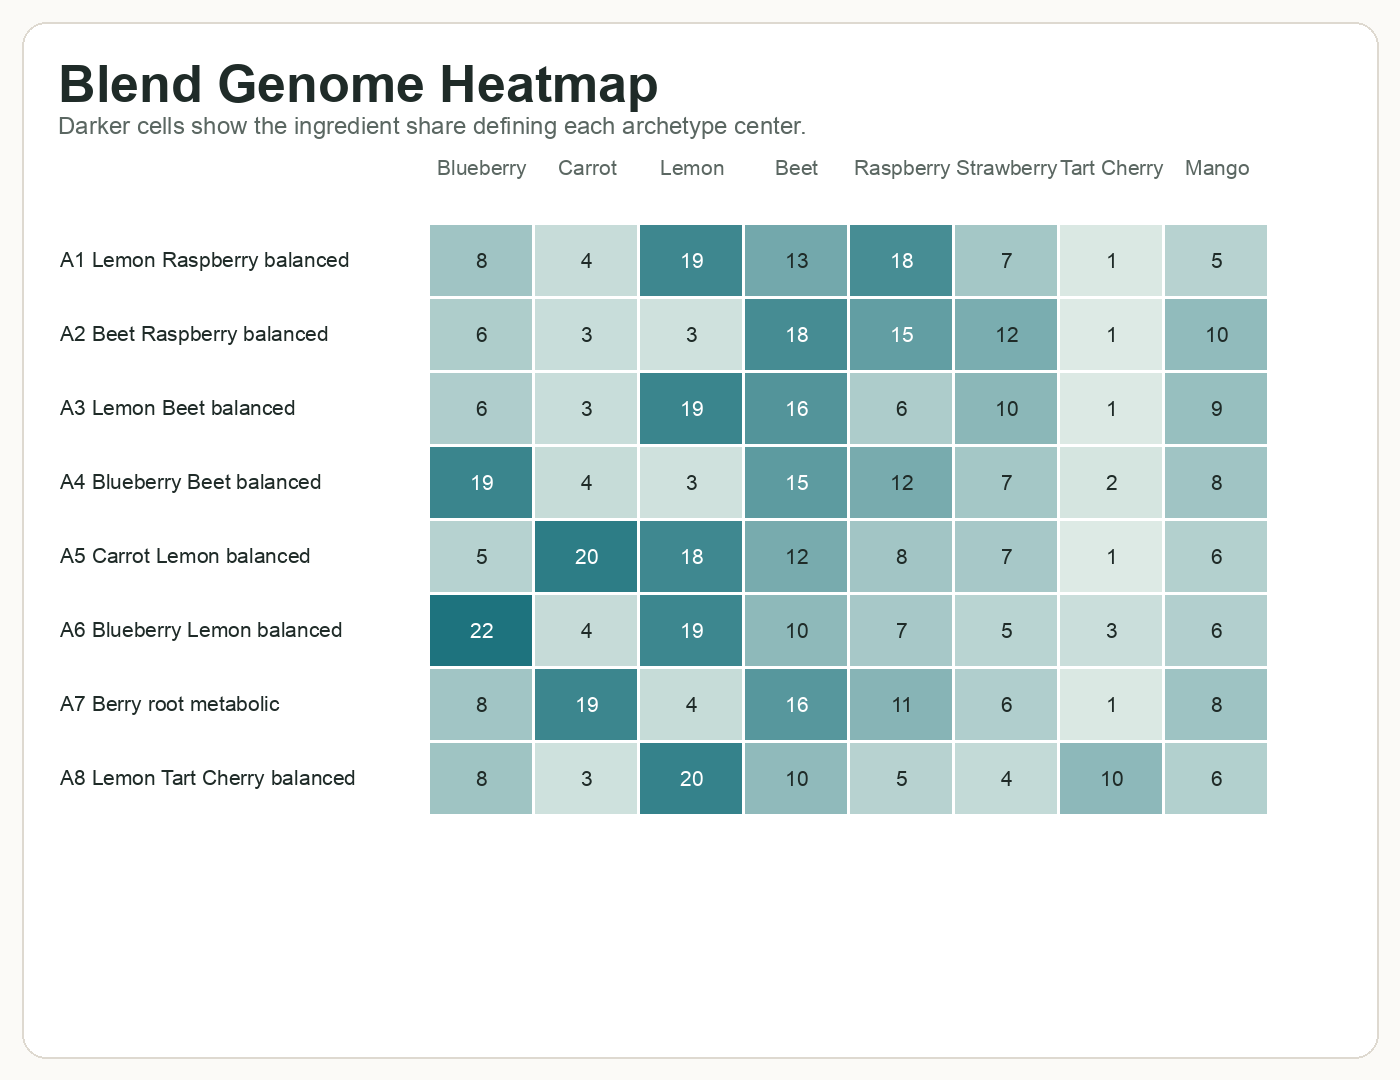 Blend Genome Heatmap
Darker cells show the ingredient share defining each archetype center.
Blueberry Carrot Lemon Beet Raspberry Strawberry Tart Cherry Mango
A1 Lemon Raspberry balanced 8 4 19 13 18 7 1 5
A2 Beet Raspberry balanced 6 3 3 18 15 12 1 10
A3 Lemon Beet balanced 6 3 19 16 6 10 1 9
A4 Blueberry Beet balanced 19 4 3 15 12 7 2 8
A5 Carrot Lemon balanced 5 20 18 12 8 7 1 6
A6 Blueberry Lemon balanced 22 4 19 10 7 5 3 6
A7 Berry root metabolic 8 19 4 16 11 6 1 8
A8 Lemon Tart Cherry balanced 8 3 20 10 5 4 10 6